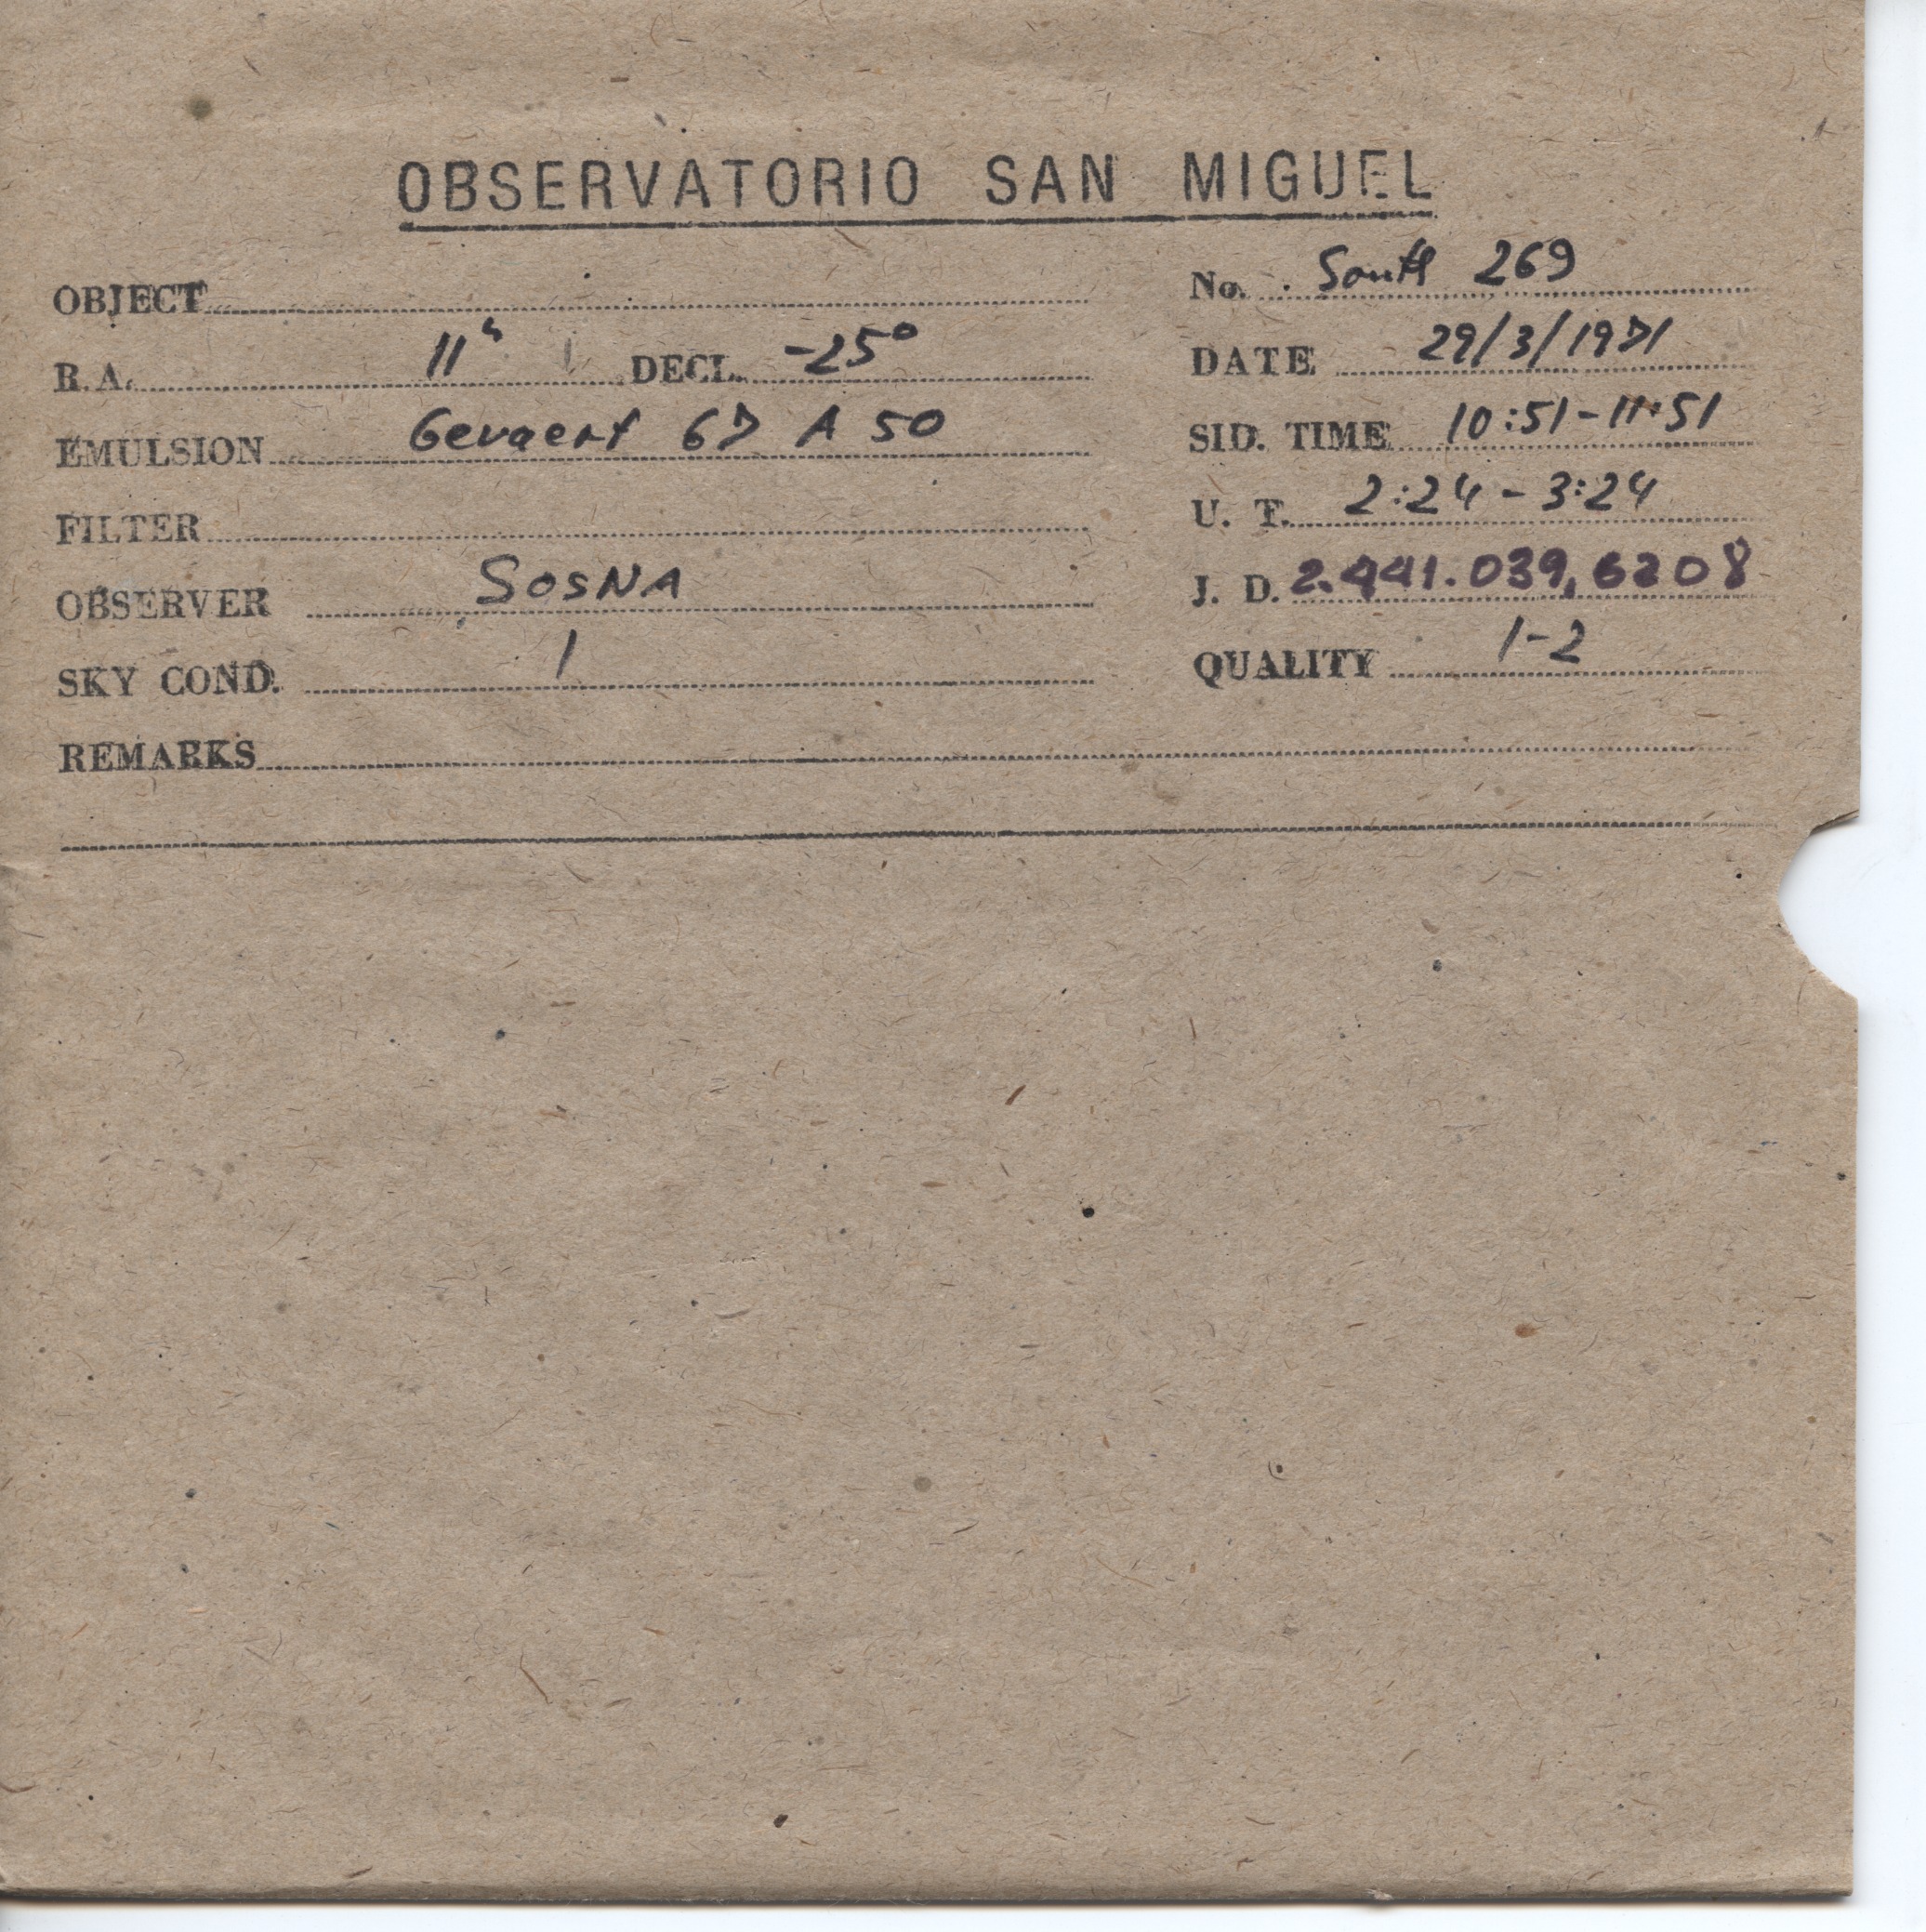 OBSERVATORIO SAN MIGUEL
OBJECT
No. South 269
R.A. 11h DECL. -25°
DATE 29/3/1971
EMULSION Gevaert 67 A 50
SID. TIME 10:51-11:51
FILTER
U. T. 2:24-3:24
OBSERVER SOSNA
J. D. 2.441.039,6208
SKY COND. 1
QUALITY 1-2
REMARKS